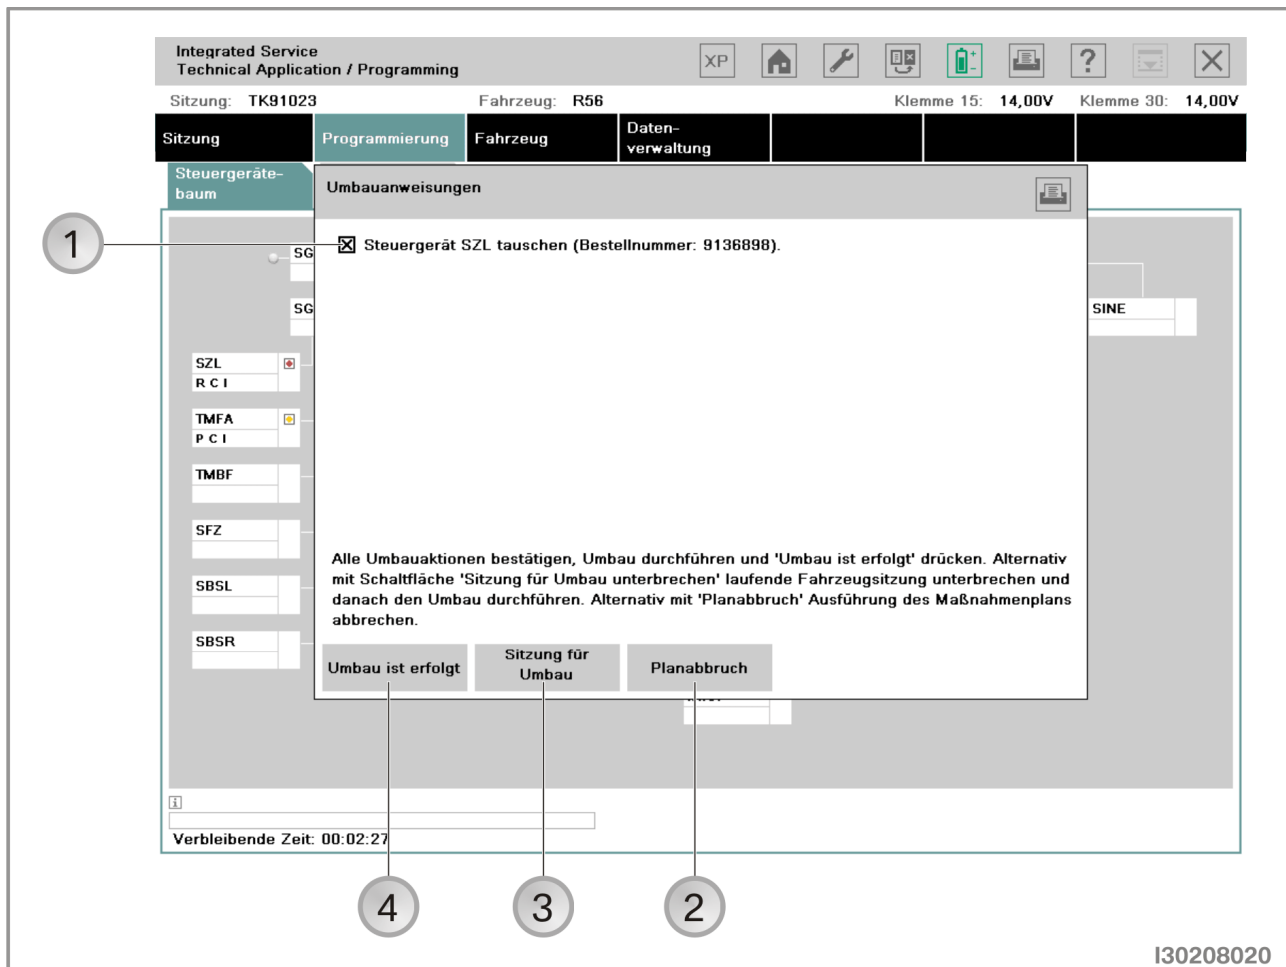 Integrated Service
Technical Application / Programming
XP
?
Sitzung: TK91023 Fahrzeug: R56 Klemme 15: 14,00V Klemme 30: 14,00V
Sitzung Programmierung Fahrzeug Daten-
verwaltung
Steuergeräte-
baum
Umbauanweisungen
1
Steuergerät SZL tauschen (Bestellnummer: 9136898).
SG
SG
SINE
SZL
R C I
TMFA
P C I
TMBF
SFZ
SBSL
SBSR
Alle Umbauaktionen bestätigen, Umbau durchführen und 'Umbau ist erfolgt' drücken. Alternativ
mit Schaltfläche 'Sitzung für Umbau unterbrechen' laufende Fahrzeugsitzung unterbrechen und
danach den Umbau durchführen. Alternativ mit 'Planabbruch' Ausführung des Maßnahmenplans
abbrechen.
Umbau ist erfolgt
Sitzung für
Umbau
Planabbruch
i
Verbleibende Zeit: 00:02:27
4
3
2
I30208020